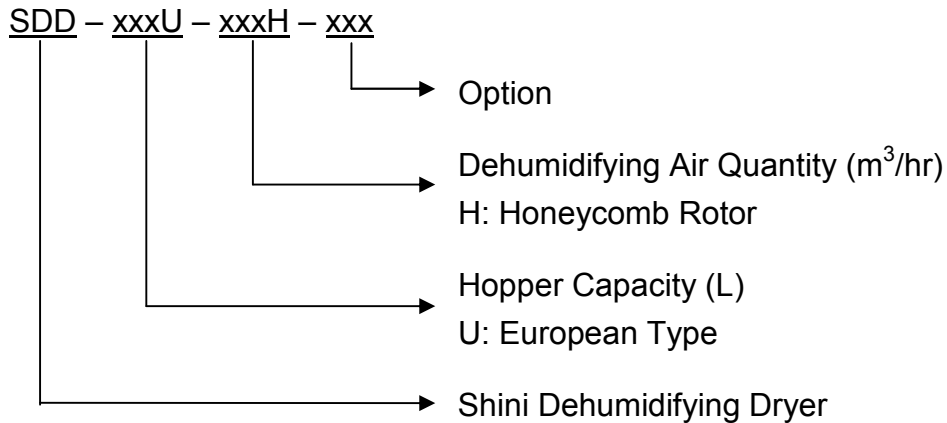 SDD – xxxU – xxxH – xxx
Option
Dehumidifying Air Quantity (m³/hr)
H: Honeycomb Rotor
Hopper Capacity (L)
U: European Type
Shini Dehumidifying Dryer